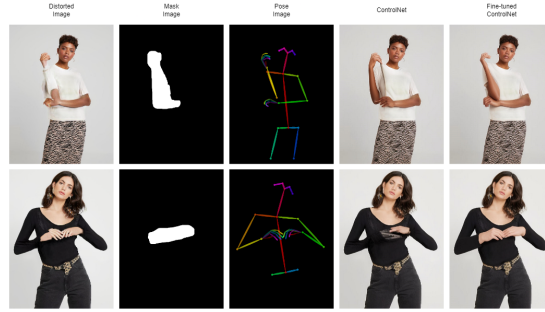 Distorted
Image
Mask
Image
Pose
Image
ControlNet
Fine-tuned
ControlNet